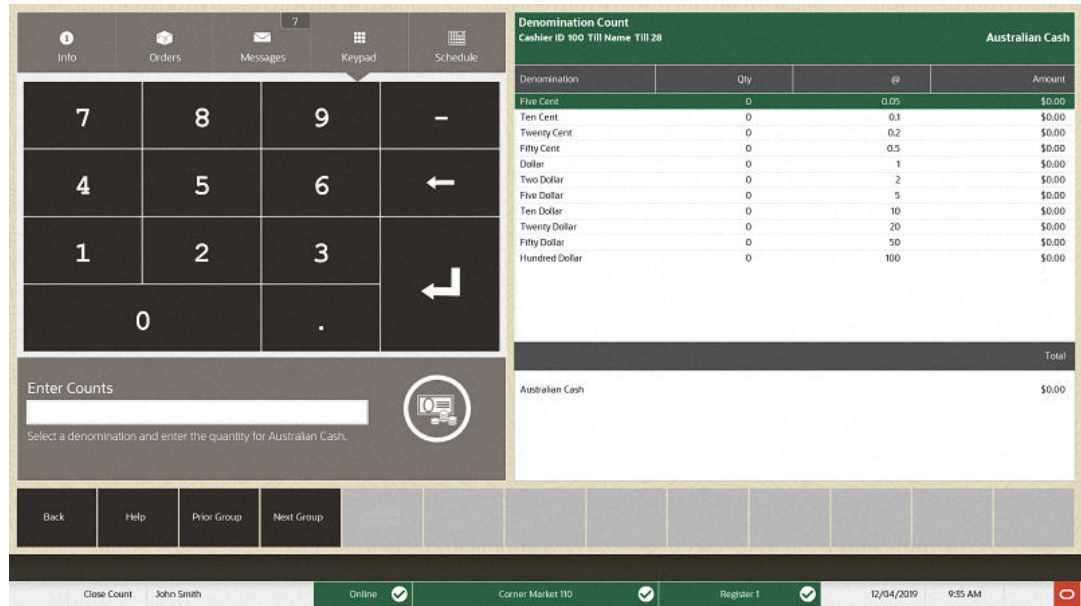 7
Info
Orders
Messages
Keypad
Schedule
7
8
9
-
4
5
6
1
2
3
0
.
Enter Counts
Select a denomination and enter the quantity for Australian Cash.
Denomination Count
Cashier ID 100 Till Name Till 28
Australian Cash
Denomination Qty @ Amount
Five Cent 0 0.05 $0.00
Ten Cent 0 0.1 $0.00
Twenty Cent 0 0.2 $0.00
Fifty Cent 0 0.5 $0.00
Dollar 0 1 $0.00
Two Dollar 0 2 $0.00
Five Dollar 0 5 $0.00
Ten Dollar 0 10 $0.00
Twenty Dollar 0 20 $0.00
Fifty Dollar 0 50 $0.00
Hundred Dollar 0 100 $0.00
Total
Australian Cash $0.00
Back Help Prior Group Next Group
Close Count John Smith Online Corner Market 110 Register 1 12/04/2019 9:35 AM